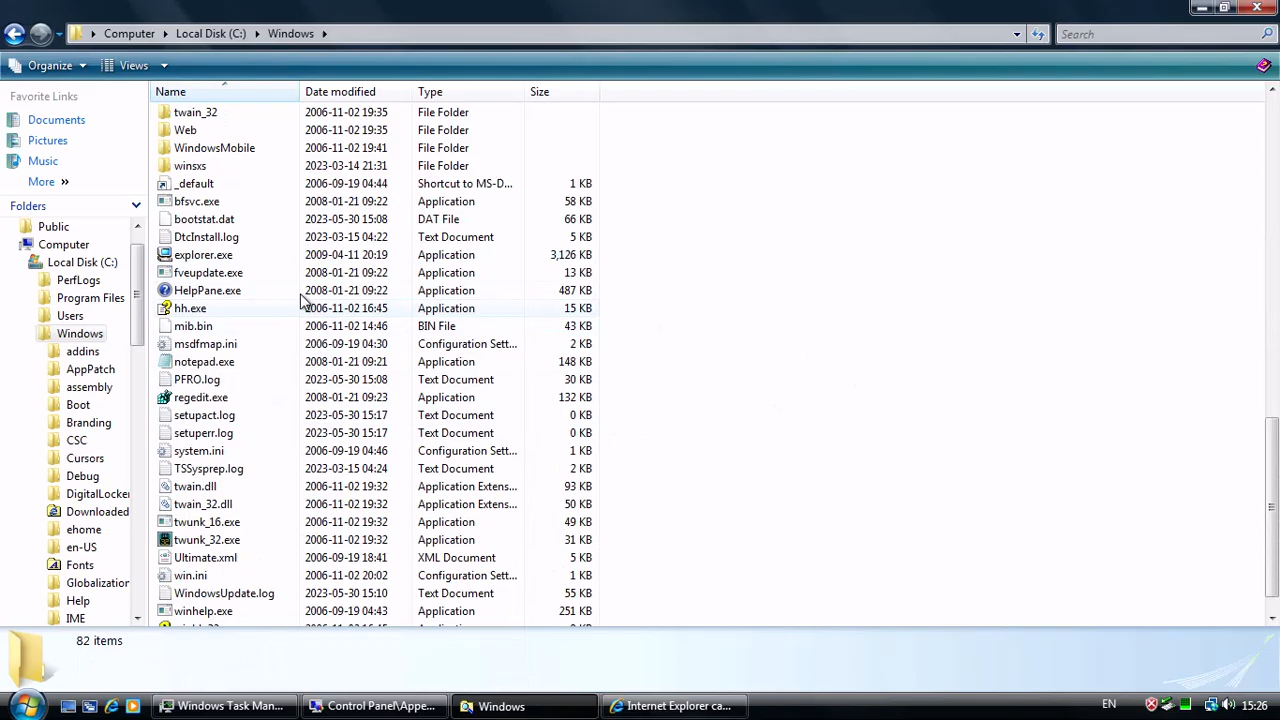 Computer Local Disk (C:) Windows
Search
Organize Views
Favorite Links
Documents
Pictures
Music
More »
Folders
Public
Computer
Local Disk (C:)
PerfLogs
Program Files
Users
Windows
addins
AppPatch
assembly
Boot
Branding
CSC
Cursors
Debug
DigitalLocker
Downloaded
ehome
en-US
Fonts
Globalization
Help
IME
Name Date modified Type Size
twain_32 2006-11-02 19:35 File Folder
Web 2006-11-02 19:35 File Folder
WindowsMobile 2006-11-02 19:41 File Folder
winsxs 2023-03-14 21:31 File Folder
_default 2006-09-19 04:44 Shortcut to MS-D... 1 KB
bfsvc.exe 2008-01-21 09:22 Application 58 KB
bootstat.dat 2023-05-30 15:08 DAT File 66 KB
DtcInstall.log 2023-03-15 04:22 Text Document 5 KB
explorer.exe 2009-04-11 20:19 Application 3,126 KB
fveupdate.exe 2008-01-21 09:22 Application 13 KB
HelpPane.exe 2008-01-21 09:22 Application 487 KB
hh.exe 2006-11-02 16:45 Application 15 KB
mib.bin 2006-11-02 14:46 BIN File 43 KB
msdfmap.ini 2006-09-19 04:30 Configuration Sett... 2 KB
notepad.exe 2008-01-21 09:21 Application 148 KB
PFRO.log 2023-05-30 15:08 Text Document 30 KB
regedit.exe 2008-01-21 09:23 Application 132 KB
setupact.log 2023-05-30 15:17 Text Document 0 KB
setuperr.log 2023-05-30 15:17 Text Document 0 KB
system.ini 2006-09-19 04:46 Configuration Sett... 1 KB
TSSysprep.log 2023-03-15 04:24 Text Document 2 KB
twain.dll 2006-11-02 19:32 Application Extens... 93 KB
twain_32.dll 2006-11-02 19:32 Application Extens... 50 KB
twunk_16.exe 2006-11-02 19:32 Application 49 KB
twunk_32.exe 2006-11-02 19:32 Application 31 KB
Ultimate.xml 2006-09-19 18:41 XML Document 5 KB
win.ini 2006-11-02 20:02 Configuration Sett... 1 KB
WindowsUpdate.log 2023-05-30 15:10 Text Document 55 KB
winhelp.exe 2006-09-19 04:43 Application 251 KB
82 items
Windows Task Man... Control Panel\Appe... Windows Internet Explorer ca... EN 15:26